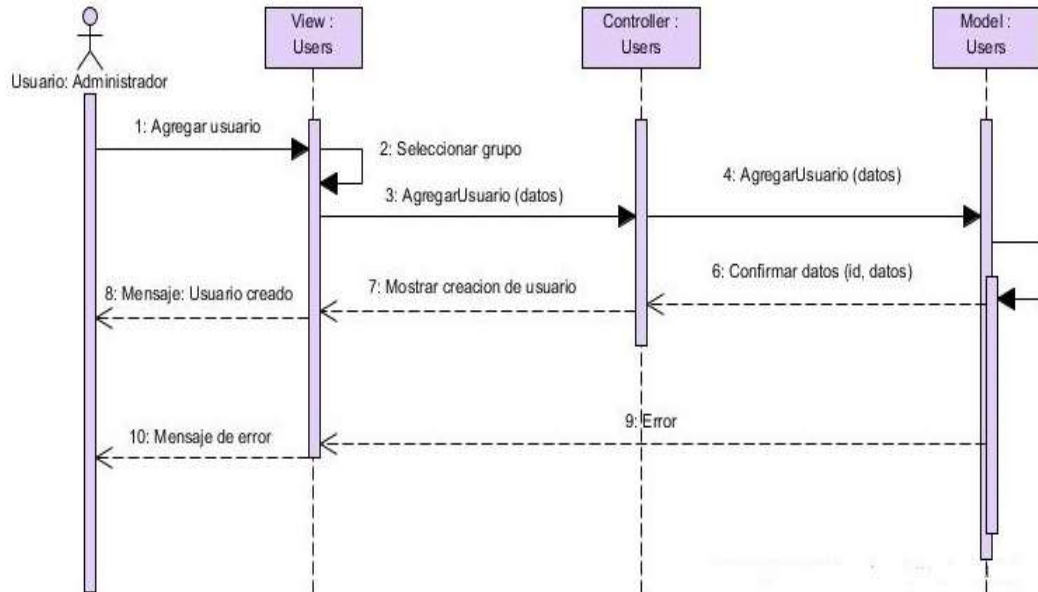 View :
Users
Controller :
Users
Model :
Users
Usuario: Administrador
1: Agregar usuario
2: Seleccionar grupo
3: AgregarUsuario (datos)
4: AgregarUsuario (datos)
6: Confirmar datos (id, datos)
7: Mostrar creacion de usuario
8: Mensaje: Usuario creado
9: Error
10: Mensaje de error